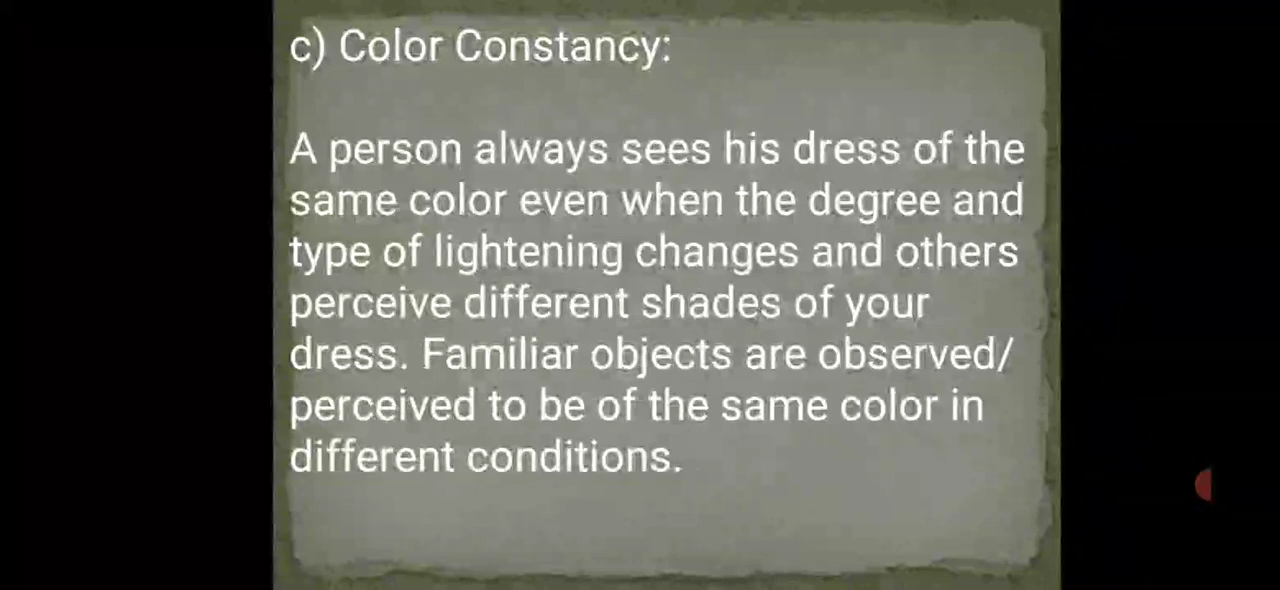 c) Color Constancy:
A person always sees his dress of the
same color even when the degree and
type of lightening changes and others
perceive different shades of your
dress. Familiar objects are observed/
perceived to be of the same color in
different conditions.